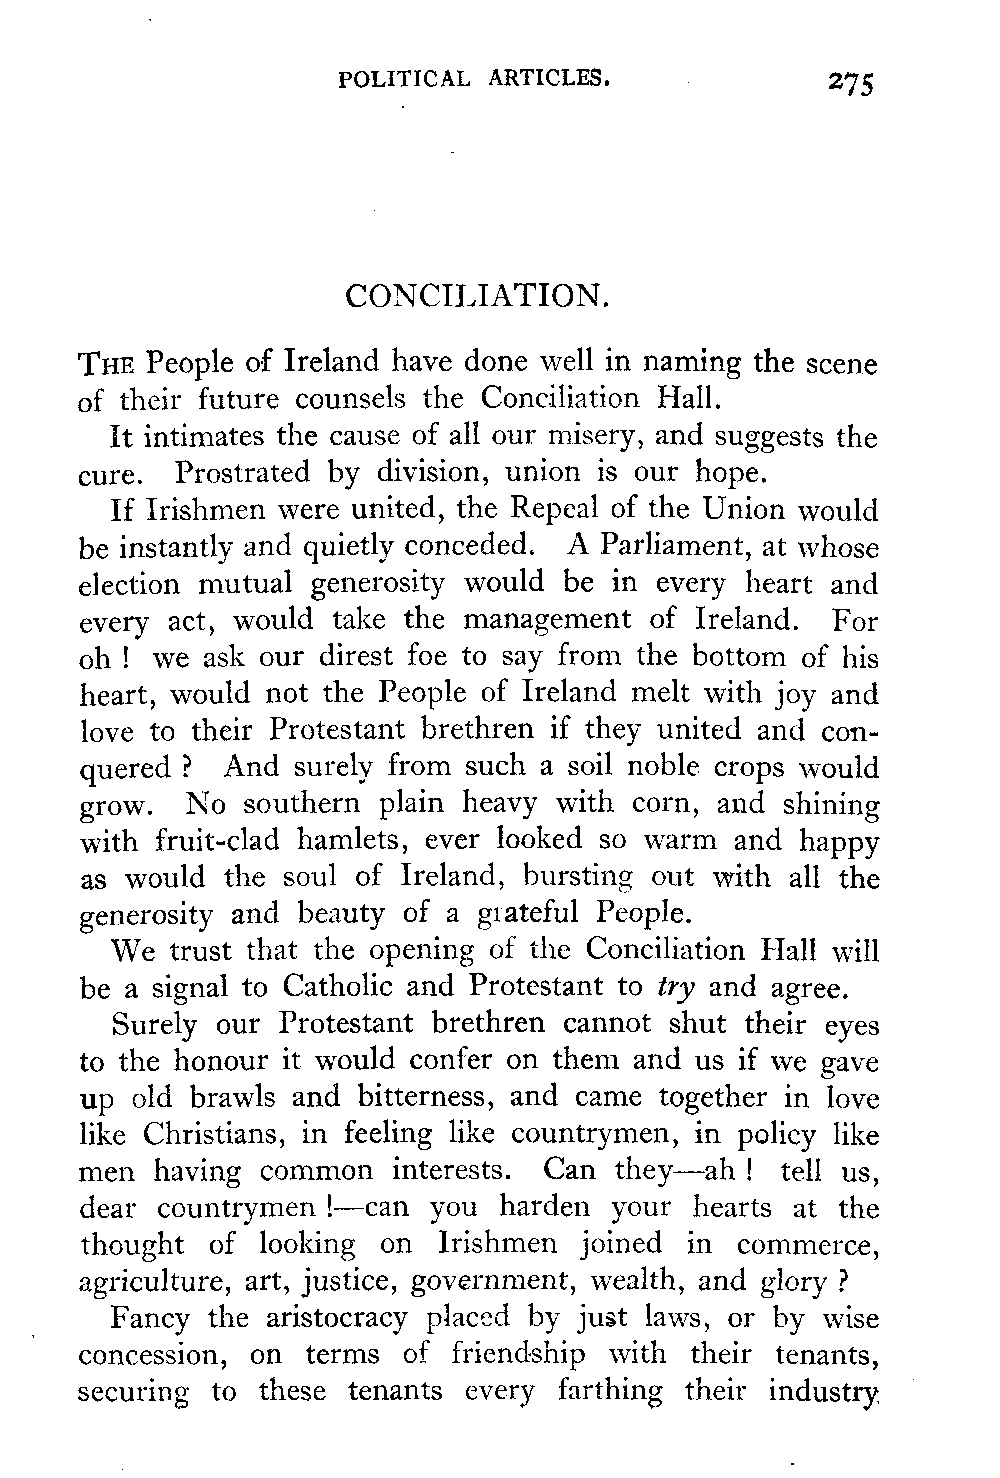 POLITICAL ARTICLES. 275
CONCILIATION.
THE People of Ireland have done well in naming the scene
of their future counsels the Conciliation Hall.
It intimates the cause of all our misery, and suggests the
cure. Prostrated by division, union is our hope.
If Irishmen were united, the Repeal of the Union would
be instantly and quietly conceded. A Parliament, at whose
election mutual generosity would be in every heart and
every act, would take the management of Ireland. For
oh ! we ask our direst foe to say from the bottom of his
heart, would not the People of Ireland melt with joy and
love to their Protestant brethren if they united and con-
quered ? And surely from such a soil noble crops would
grow. No southern plain heavy with corn, and shining
with fruit-clad hamlets, ever looked so warm and happy
as would the soul of Ireland, bursting out with all the
generosity and beauty of a grateful People.
We trust that the opening of the Conciliation Hall will
be a signal to Catholic and Protestant to try and agree.
Surely our Protestant brethren cannot shut their eyes
to the honour it would confer on them and us if we gave
up old brawls and bitterness, and came together in love
like Christians, in feeling like countrymen, in policy like
men having common interests. Can they—ah ! tell us,
dear countrymen !—can you harden your hearts at the
thought of looking on Irishmen joined in commerce,
agriculture, art, justice, government, wealth, and glory ?
Fancy the aristocracy placed by just laws, or by wise
concession, on terms of friendship with their tenants,
securing to these tenants every farthing their industry